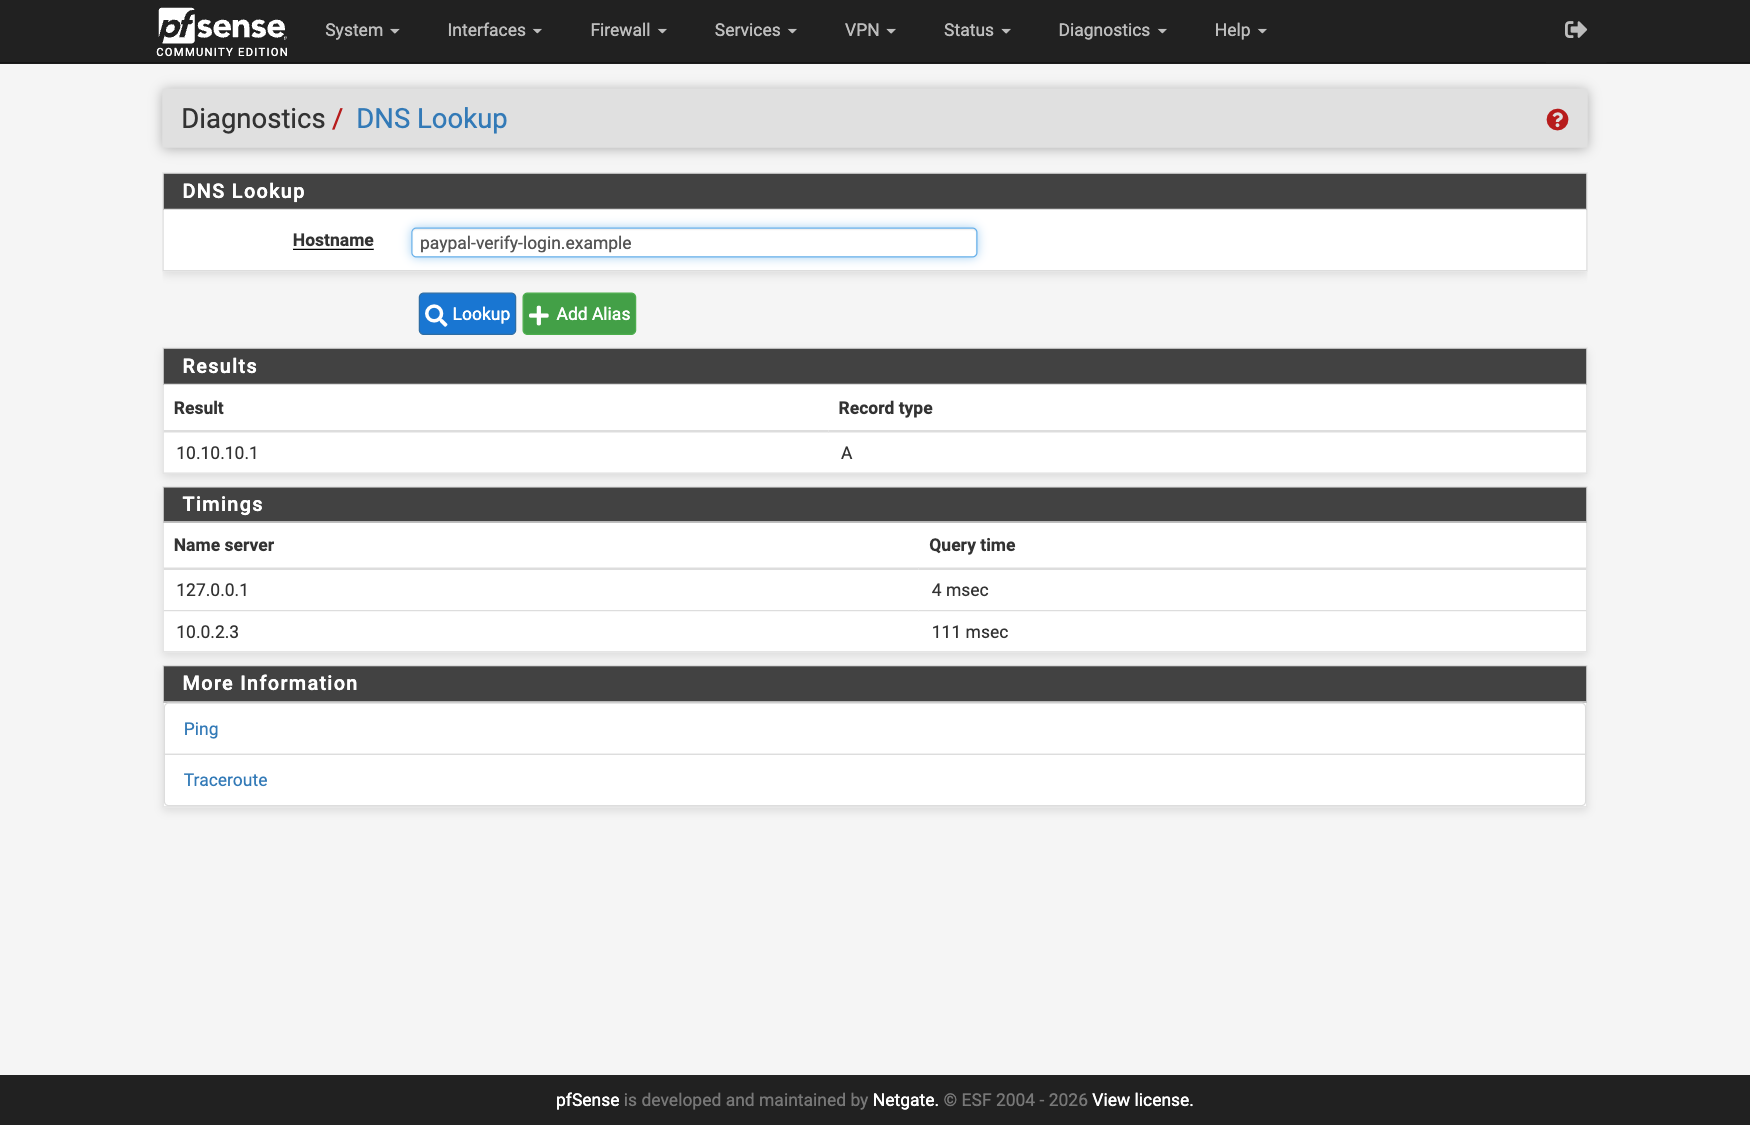 pfsense
COMMUNITY EDITION
System
Interfaces
Firewall
Services
VPN
Status
Diagnostics
Help
Diagnostics / DNS Lookup
DNS Lookup
Hostname
paypal-verify-login.example
Lookup
Add Alias
Results
Result Record type
10.10.10.1 A
Timings
Name server Query time
127.0.0.1 4 msec
10.0.2.3 111 msec
More Information
Ping
Traceroute
pfSense is developed and maintained by Netgate. © ESF 2004 - 2026 View license.